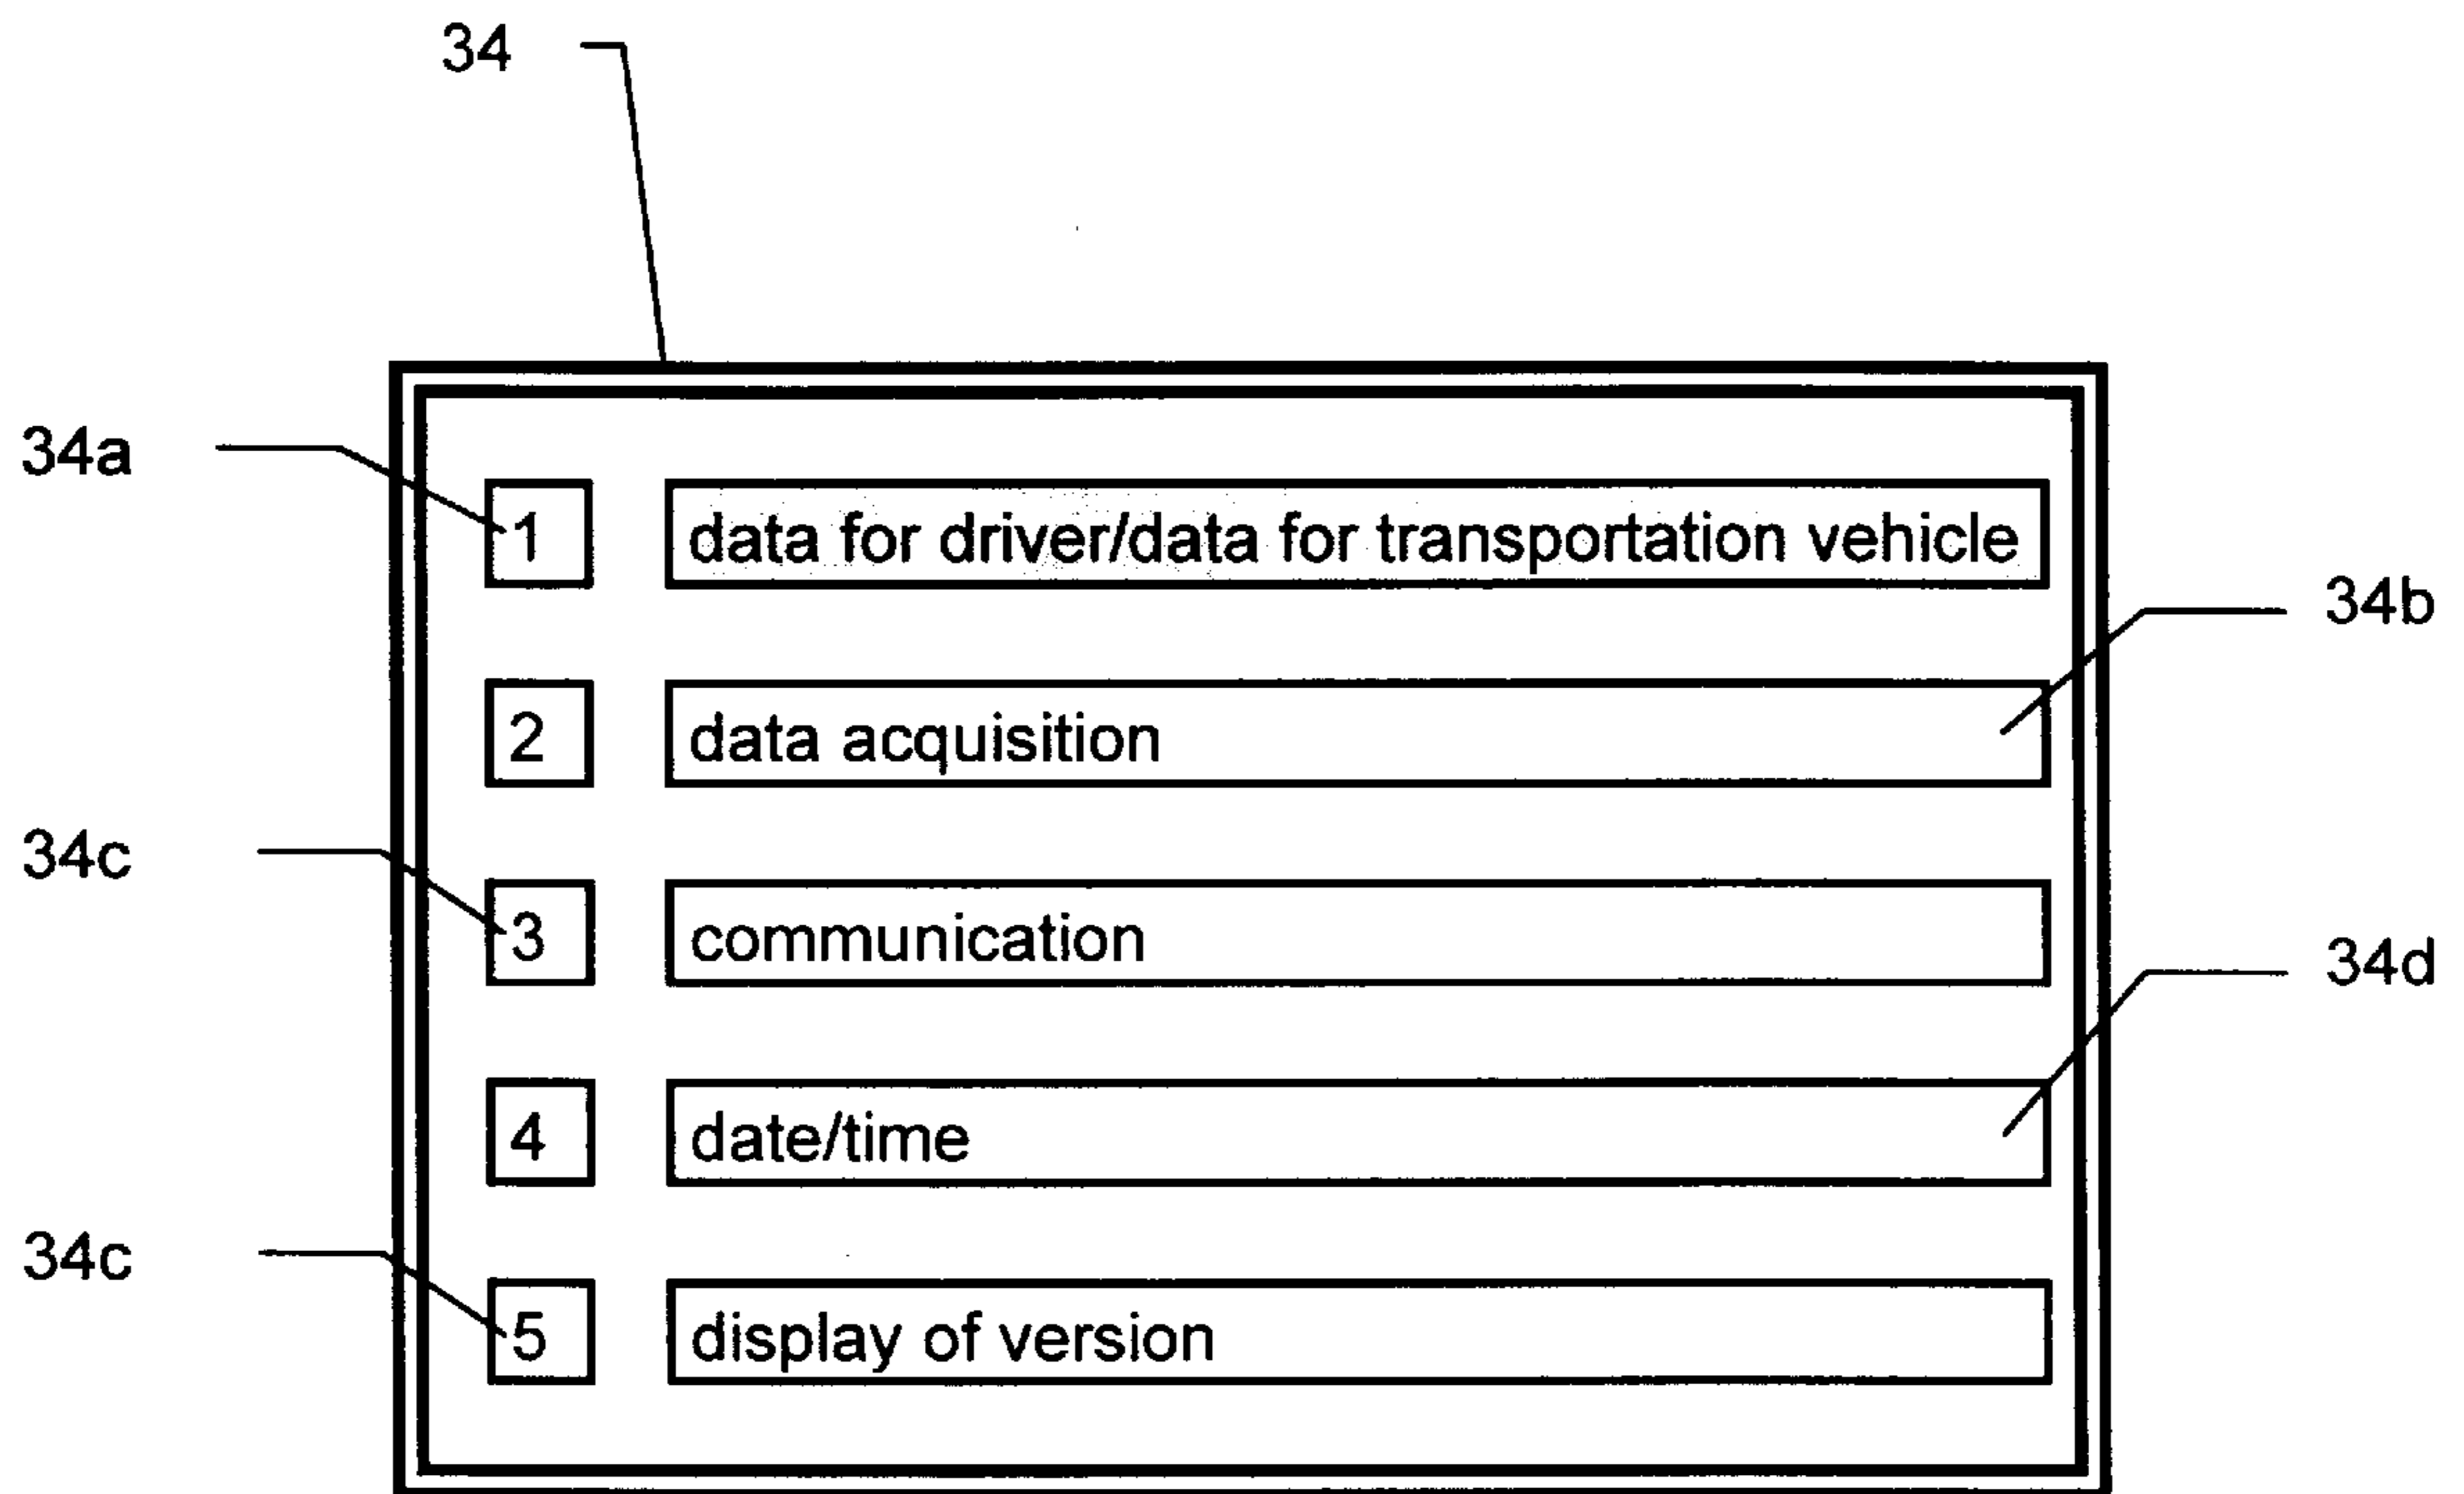 34
34a
1 data for driver/data for transportation vehicle
34b
2 data acquisition
34c
3 communication
34d
4 date/time
34c
5 display of version